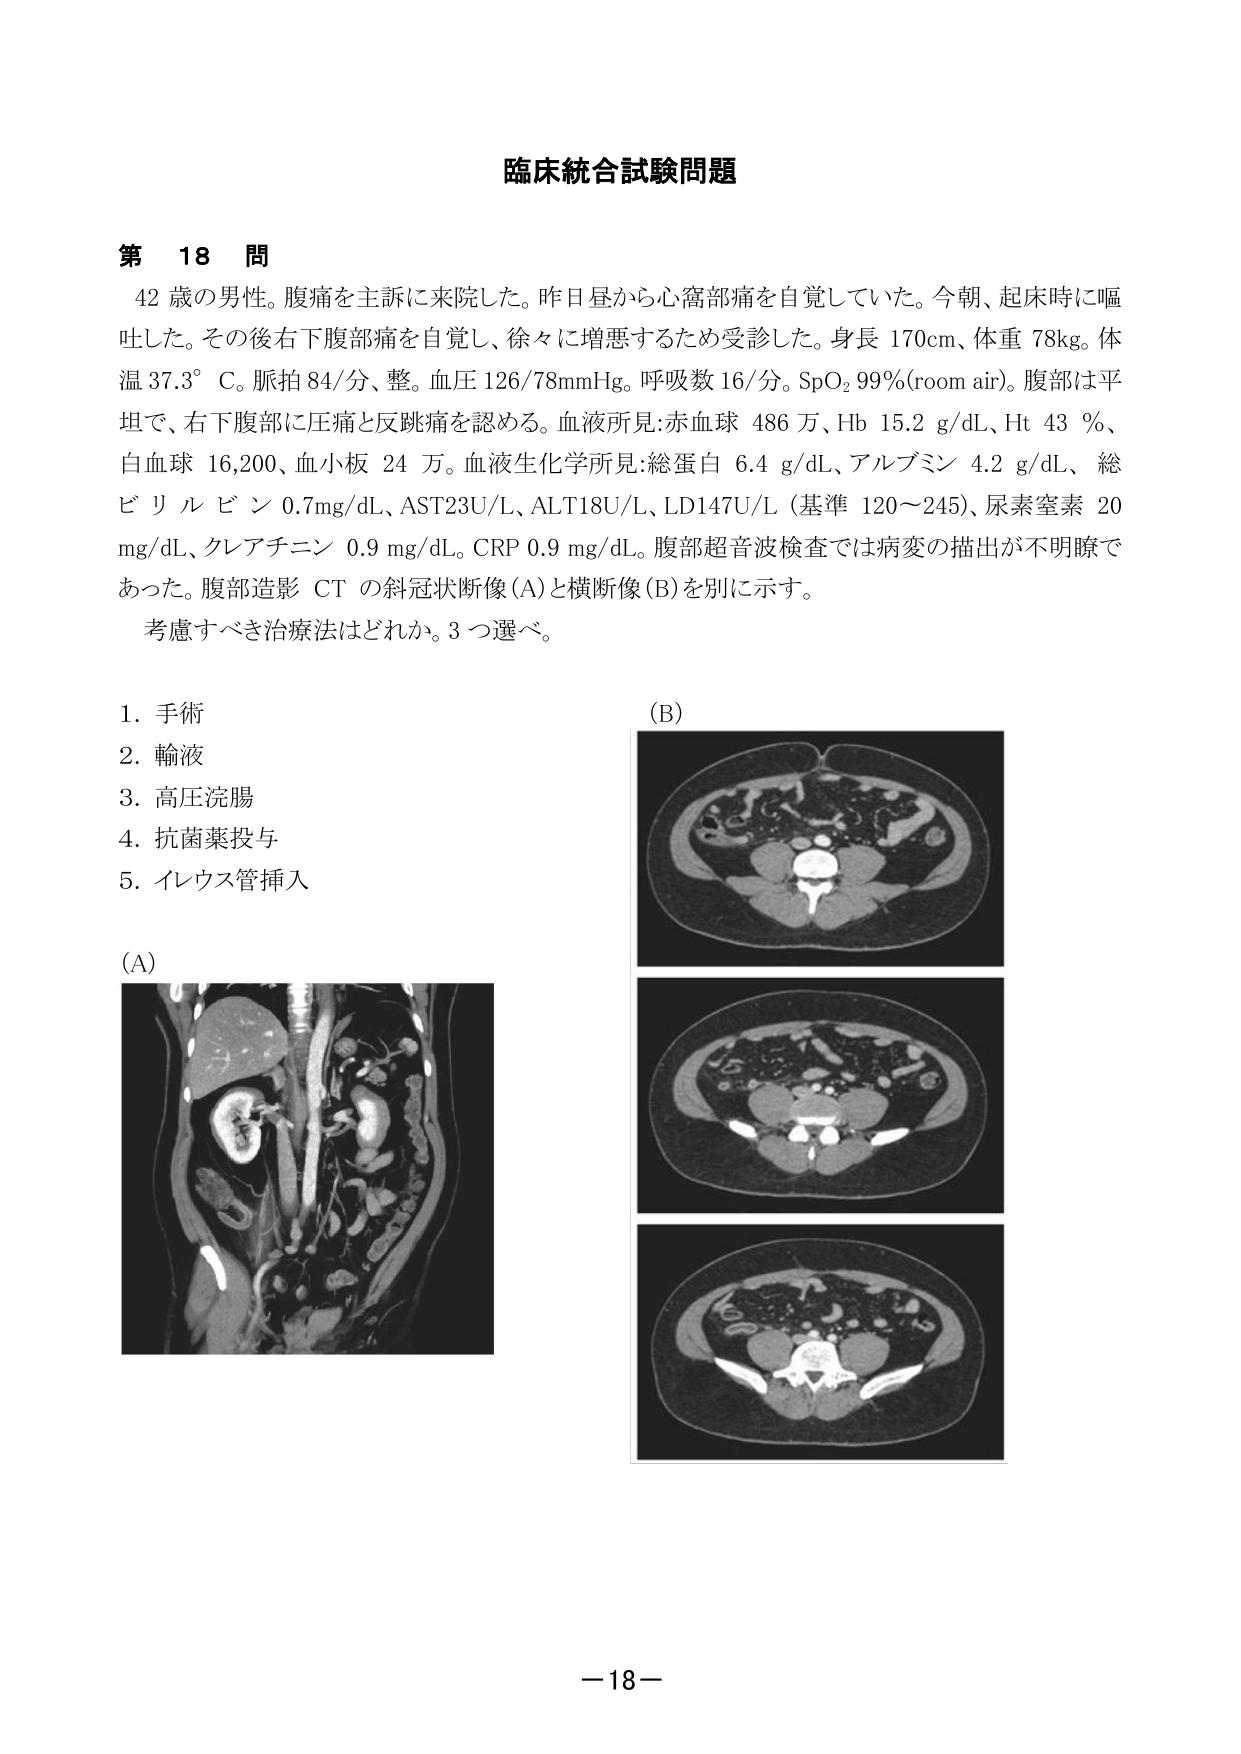 臨床統合試験問題
第 18 問
42 歳の男性。腹痛を主訴に来院した。昨日昼から心窩部痛を自覚していた。今朝、起床時に嘔
吐した。その後右下腹部痛を自覚し、徐々に増悪するため受診した。身長 170cm、体重 78kg。体
温 37.3° C。脈拍 84/分、整。血圧 126/78mmHg。呼吸数 16/分。SpO₂ 99%(room air)。腹部は平
坦で、右下腹部に圧痛と反跳痛を認める。血液所見:赤血球 486 万、Hb 15.2 g/dL、Ht 43 %、
白血球 16,200、血小板 24 万。血液生化学所見:総蛋白 6.4 g/dL、アルブミン 4.2 g/dL、 総
ビ リ ル ビ ン 0.7mg/dL、AST23U/L、ALT18U/L、LD147U/L (基準 120~245)、尿素窒素 20
mg/dL、クレアチニン 0.9 mg/dL。CRP 0.9 mg/dL。腹部超音波検査では病変の描出が不明瞭で
あった。腹部造影 CT の斜冠状断像(A)と横断像(B)を別に示す。
考慮すべき治療法はどれか。3 つ選べ。
1. 手術
2. 輸液
3. 高圧浣腸
4. 抗菌薬投与
5. イレウス管挿入
(A)
(B)
－18－